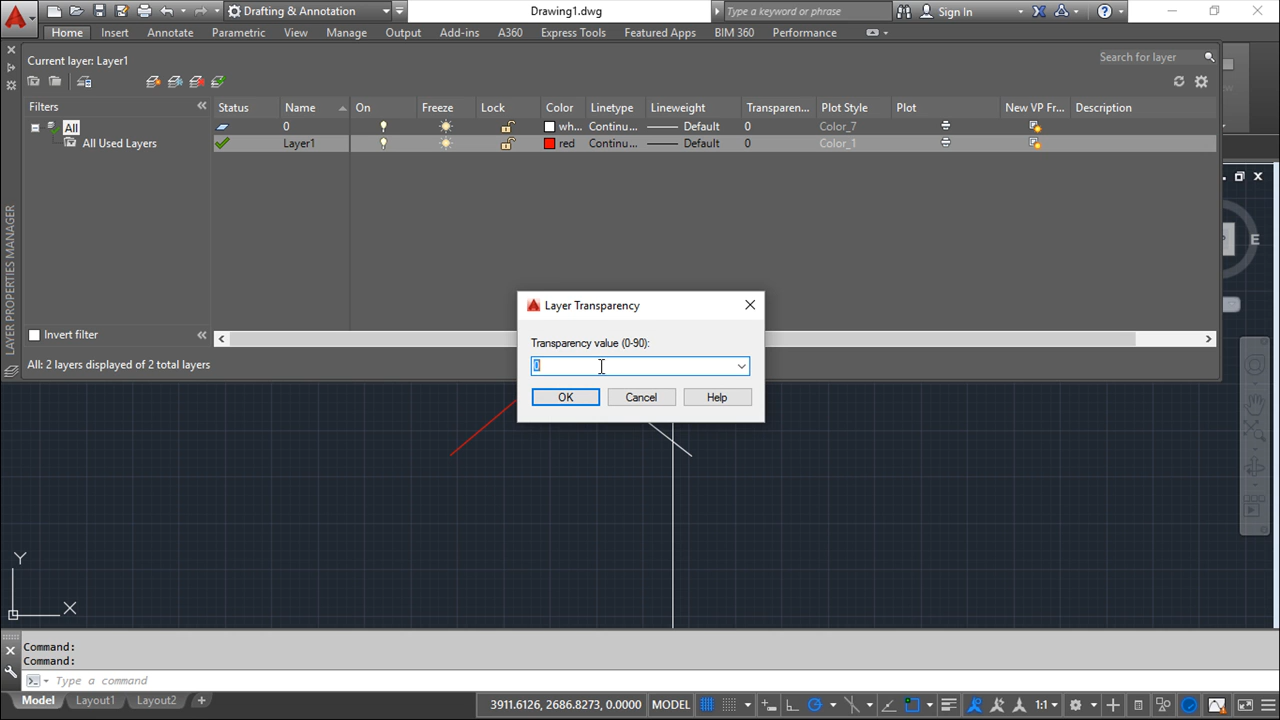 Drafting & Annotation
Drawing1.dwg
Type a keyword or phrase
Sign In
Home Insert Annotate Parametric View Manage Output Add-ins A360 Express Tools Featured Apps BIM 360 Performance
Current layer: Layer1
Search for layer
Filters
Status Name On Freeze Lock Color Linetype Lineweight Transparen... Plot Style Plot New VP Fr... Description
All
0 wh... Continu... Default 0 Color_7
All Used Layers
Layer1 red Continu... Default 0 Color_1
LAYER PROPERTIES MANAGER
E
Layer Transparency
Transparency value (0-90):
0
OK Cancel Help
Invert filter
All: 2 layers displayed of 2 total layers
Y
X
Command:
Command:
Type a command
Model Layout1 Layout2 +
3911.6126, 2686.8273, 0.0000 MODEL 1:1